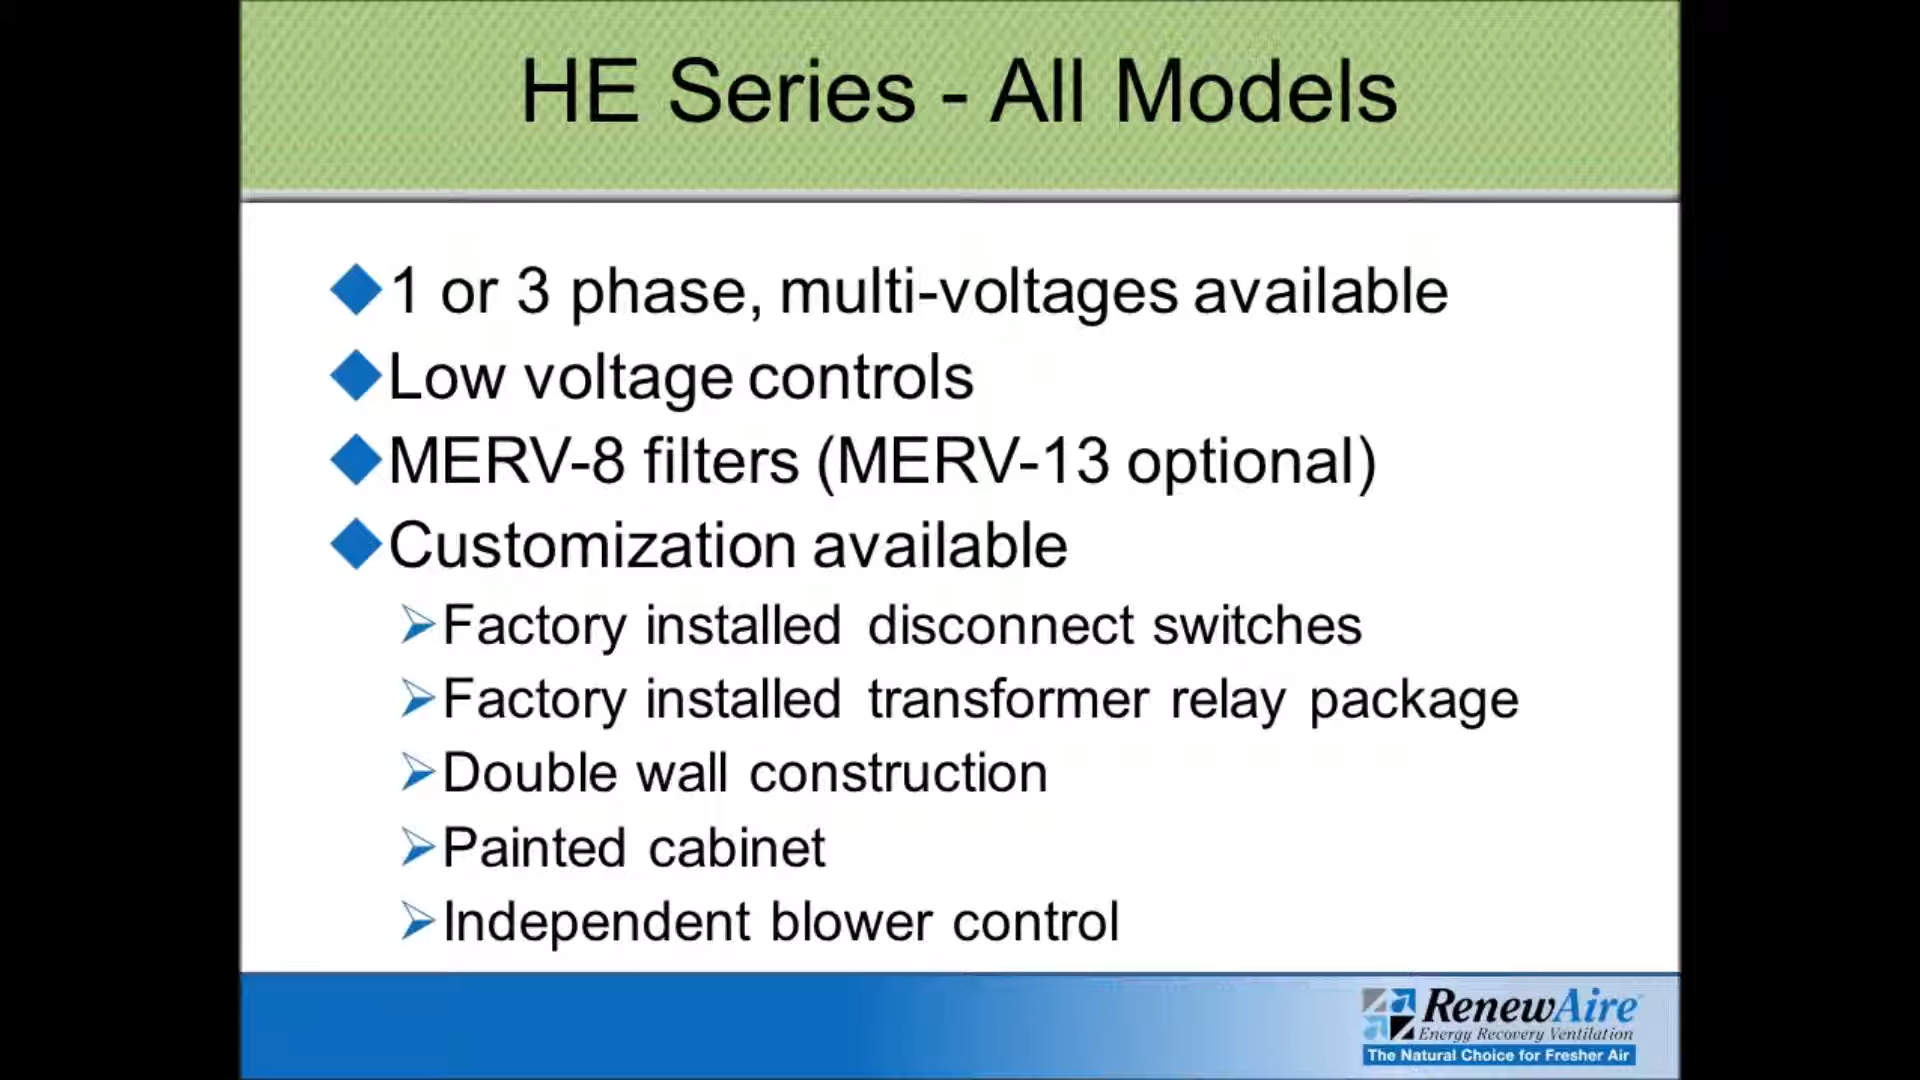 HE Series - All Models
1 or 3 phase, multi-voltages available
Low voltage controls
MERV-8 filters (MERV-13 optional)
Customization available
Factory installed disconnect switches
Factory installed transformer relay package
Double wall construction
Painted cabinet
Independent blower control
RenewAire
Energy Recovery Ventilation
The Natural Choice for Fresher Air